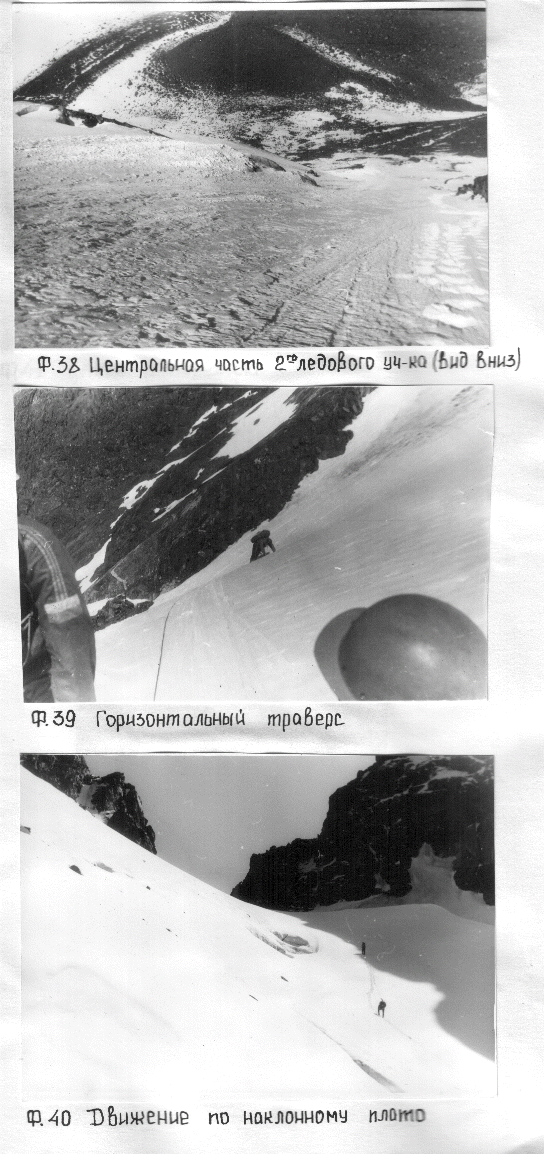 Ф.38 Центральная часть 2го ледового уч-ка (вид вниз)
Ф.39 Горизонтальный траверс
Ф.40 Движение по наклонному плато